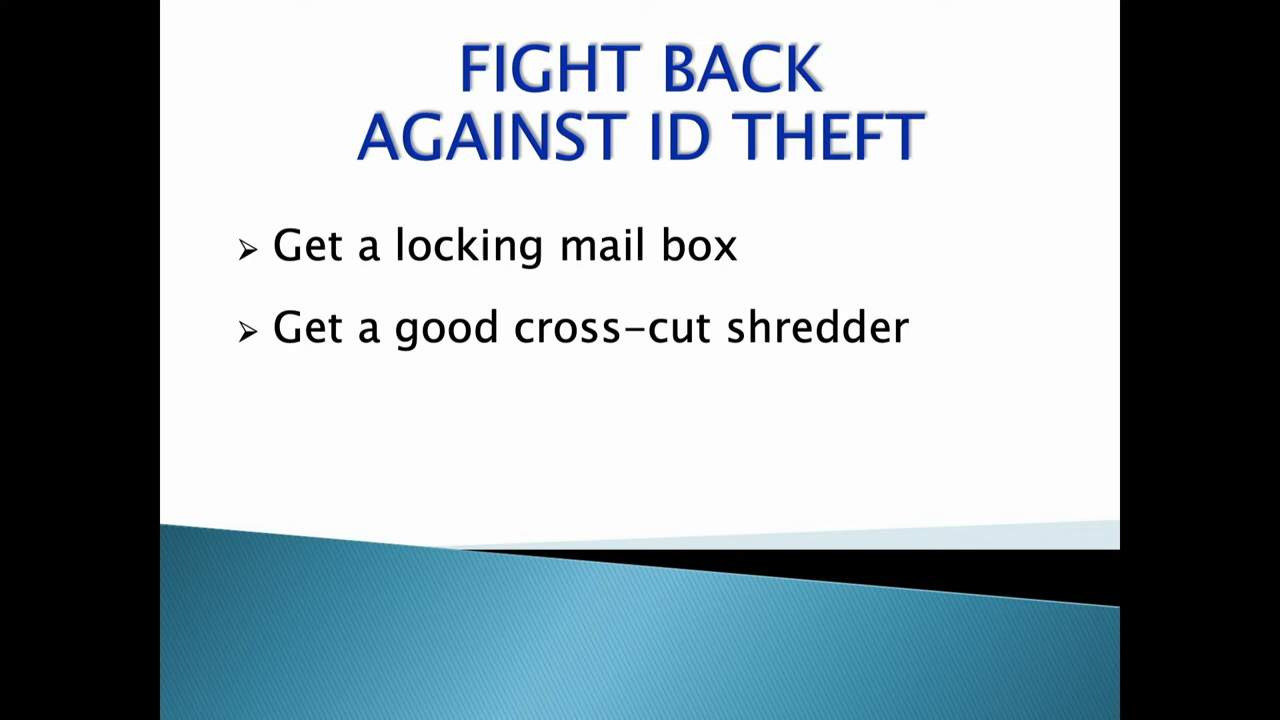 FIGHT BACK
AGAINST ID THEFT
➢ Get a locking mail box
➢ Get a good cross-cut shredder